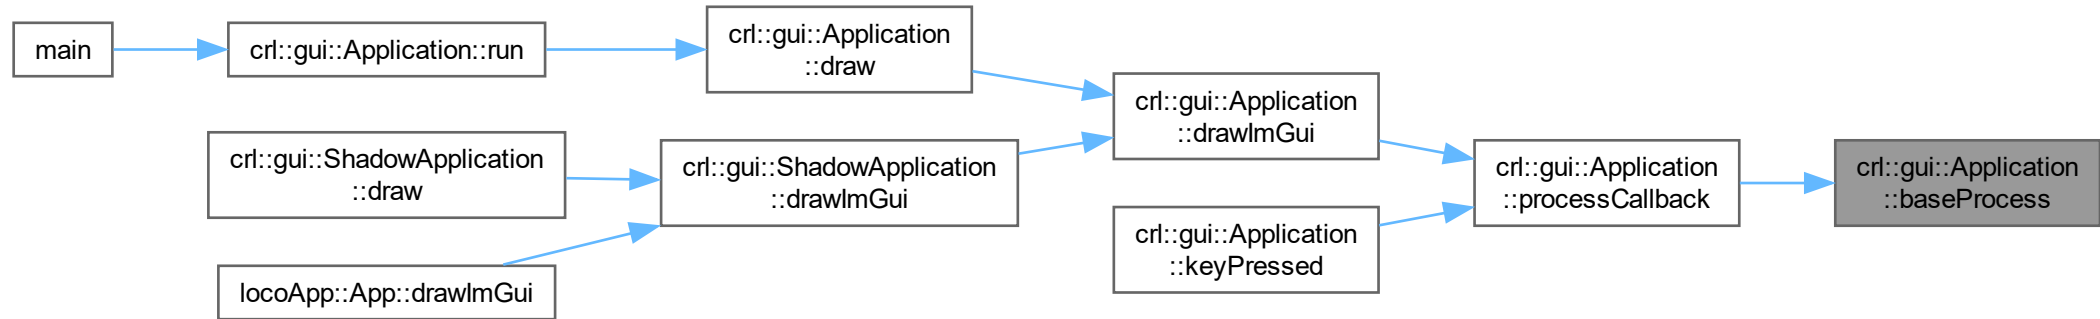 main
crl::gui::Application::run
crl::gui::Application
::draw
crl::gui::ShadowApplication
::draw
locoApp::App::drawImGui
crl::gui::ShadowApplication
::drawImGui
crl::gui::Application
::drawImGui
crl::gui::Application
::keyPressed
crl::gui::Application
::processCallback
crl::gui::Application
::baseProcess